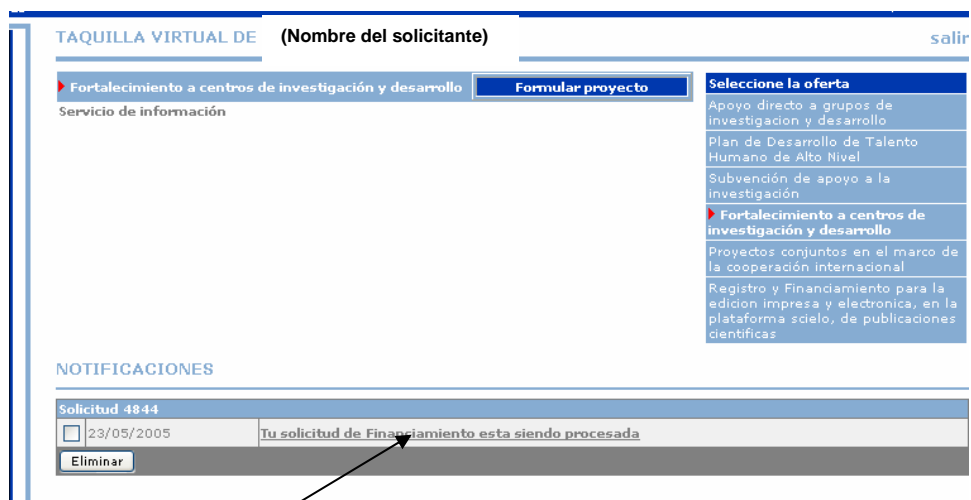 TAQUILLA VIRTUAL DE (Nombre del solicitante) salir
Fortalecimiento a centros de investigación y desarrollo Formular proyecto
Servicio de información
Seleccione la oferta
Apoyo directo a grupos de
investigacion y desarrollo
Plan de Desarrollo de Talento
Humano de Alto Nivel
Subvención de apoyo a la
investigación
Fortalecimiento a centros de
investigación y desarrollo
Proyectos conjuntos en el marco de
la cooperación internacional
Registro y Financiamiento para la
edicion impresa y electronica, en la
plataforma scielo, de publicaciones
cientificas
NOTIFICACIONES
Solicitud 4844
23/05/2005 Tu solicitud de Financiamiento esta siendo procesada
Eliminar